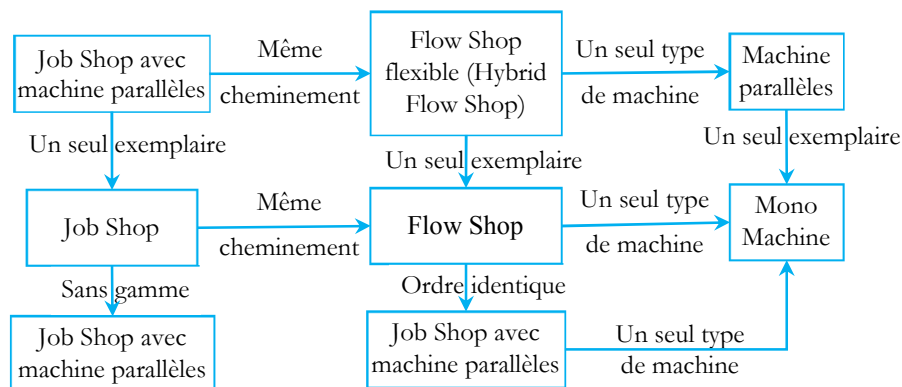 Job Shop avec
machine parallèles
Même
cheminement
Flow Shop
flexible (Hybrid
Flow Shop)
Un seul type
de machine
Machine
parallèles
Un seul exemplaire
Un seul exemplaire
Un seul exemplaire
Job Shop
Même
cheminement
Flow Shop
Un seul type
de machine
Mono
Machine
Sans gamme
Ordre identique
Job Shop avec
machine parallèles
Job Shop avec
machine parallèles
Un seul type
de machine